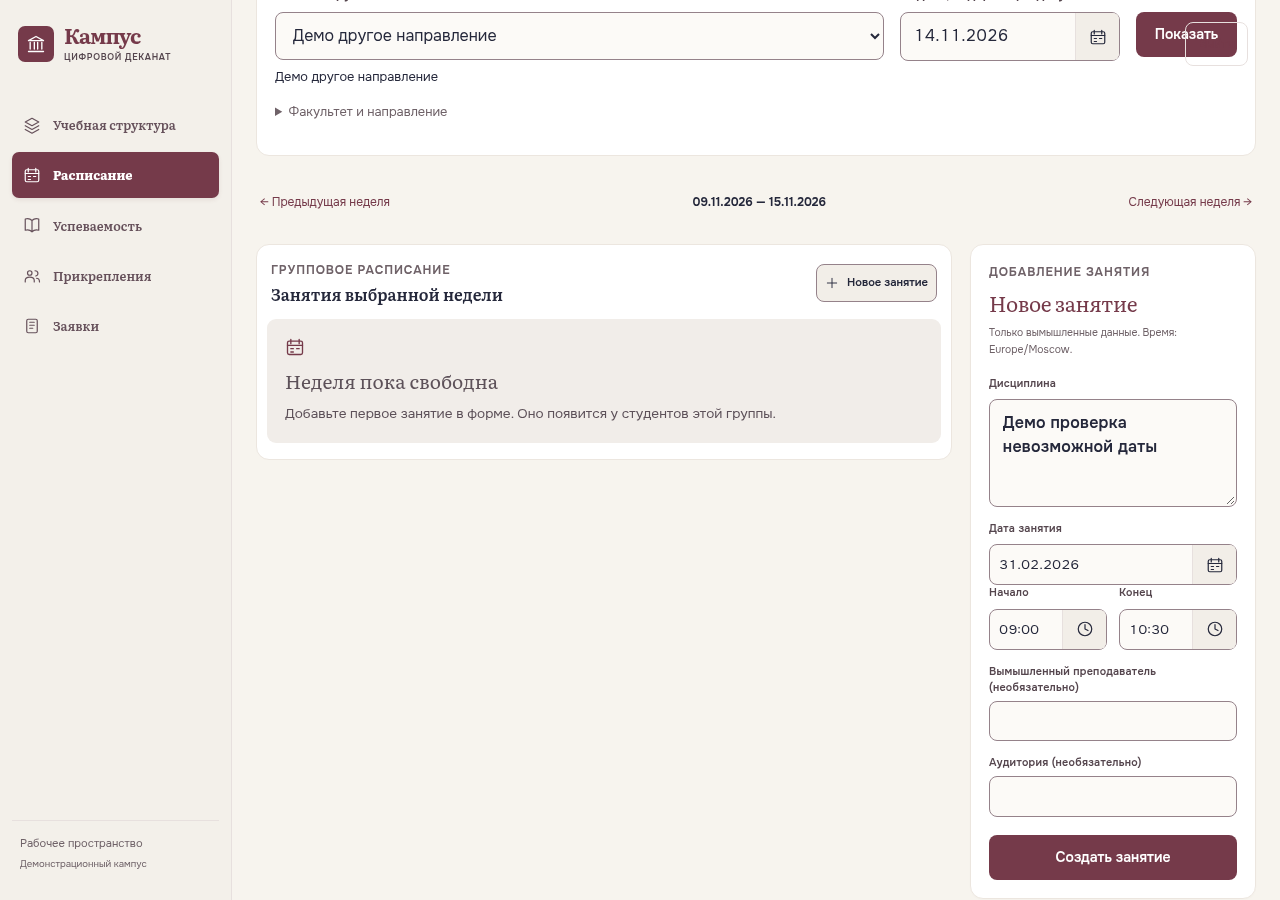 Кампус
ЦИФРОВОЙ ДЕКАНАТ
Учебная структура
Расписание
Успеваемость
Прикрепления
Заявки
Рабочее пространство
Демонстрационный кампус
Демо другое направление
14.11.2026
Показать
Демо другое направление
Факультет и направление
← Предыдущая неделя
09.11.2026 — 15.11.2026
Следующая неделя →
ГРУППОВОЕ РАСПИСАНИЕ
Занятия выбранной недели
Новое занятие
Неделя пока свободна
Добавьте первое занятие в форме. Оно появится у студентов этой группы.
ДОБАВЛЕНИЕ ЗАНЯТИЯ
Новое занятие
Только вымышленные данные. Время:
Europe/Moscow.
Дисциплина
Демо проверка
невозможной даты
Дата занятия
31.02.2026
Начало
Конец
09:00
10:30
Вымышленный преподаватель
(необязательно)
Аудитория (необязательно)
Создать занятие